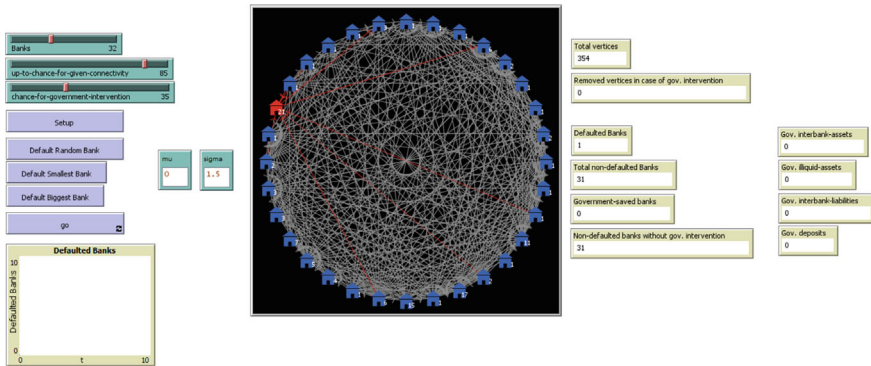 Banks 32
up-to-chance-for-given-connectivity 85
chance-for-government-intervention 35
Setup
Default Random Bank
Default Smallest Bank
Default Biggest Bank
go
mu
0
sigma
1.5
Defaulted Banks
10
Defaulted Banks
0
0 t 10
21
17
15
11
Total vertices
354
Removed vertices in case of gov. intervention
0
Defaulted Banks
1
Total non-defaulted Banks
31
Government-saved banks
0
Non-defaulted banks without gov. intervention
31
Gov. interbank-assets
0
Gov. illiquid-assets
0
Gov. interbank-liabilities
0
Gov. deposits
0